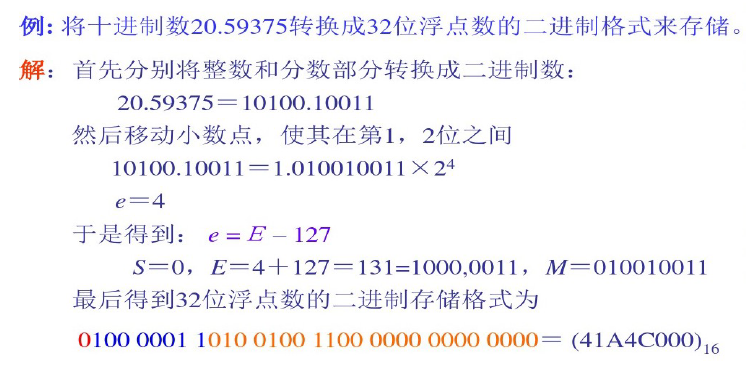 例: 将十进制数20.59375转换成32位浮点数的二进制格式来存储。
解: 首先分别将整数和分数部分转换成二进制数:
20.59375=10100.10011
然后移动小数点，使其在第1，2位之间
10100.10011=1.010010011×2⁴
e=4
于是得到: e = E – 127
S=0，E=4+127=131=1000,0011，M=010010011
最后得到32位浮点数的二进制存储格式为
0100 0001 1010 0100 1100 0000 0000 0000= (41A4C000)₁₆